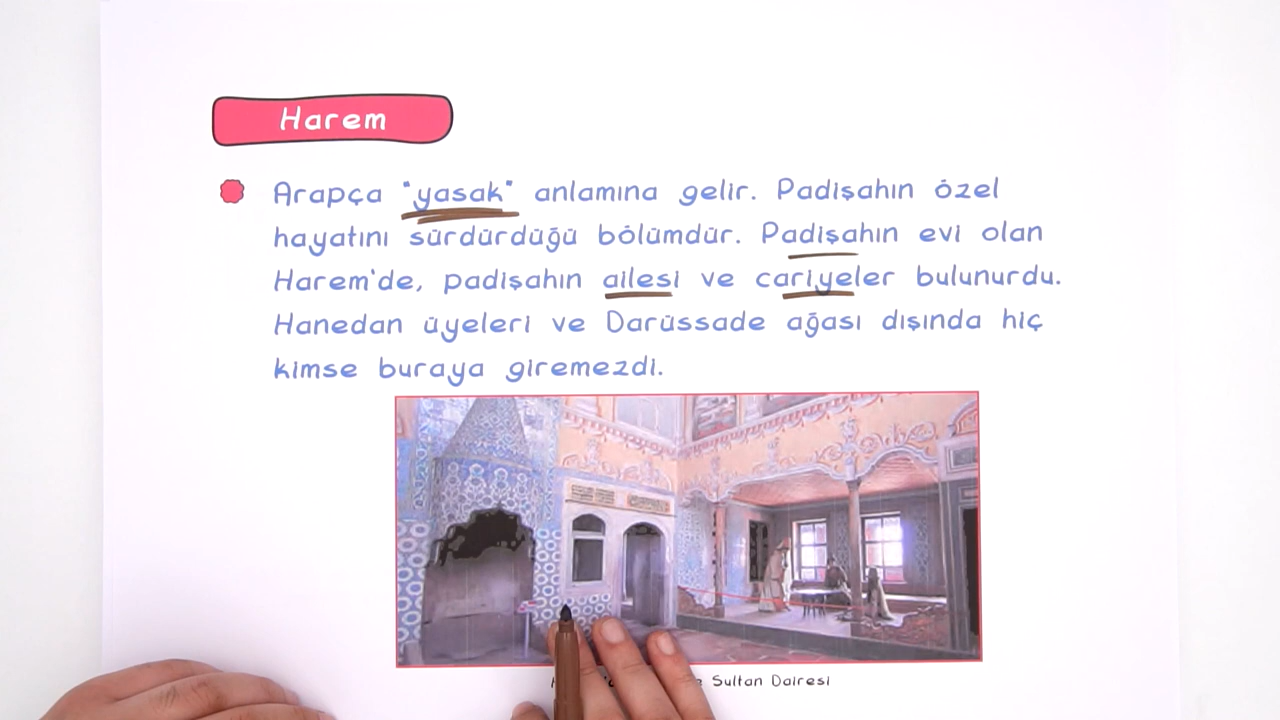 Harem
Arapça "yasak" anlamına gelir. Padişahın özel
hayatını sürdürdüğü bölümdür. Padişahın evi olan
Harem'de, padişahın ailesi ve cariyeler bulunurdu.
Hanedan üyeleri ve Darüssade ağası dışında hiç
kimse buraya giremezdi.
Sultan Dairesi